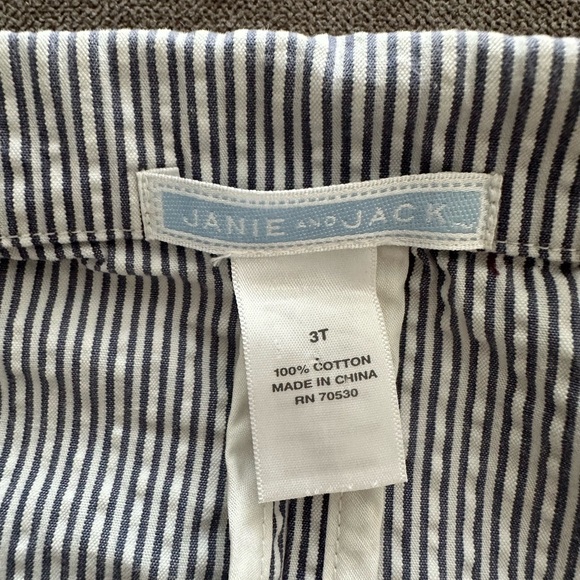 JANIE AND JACK
3T
100% COTTON
MADE IN CHINA
RN 70530